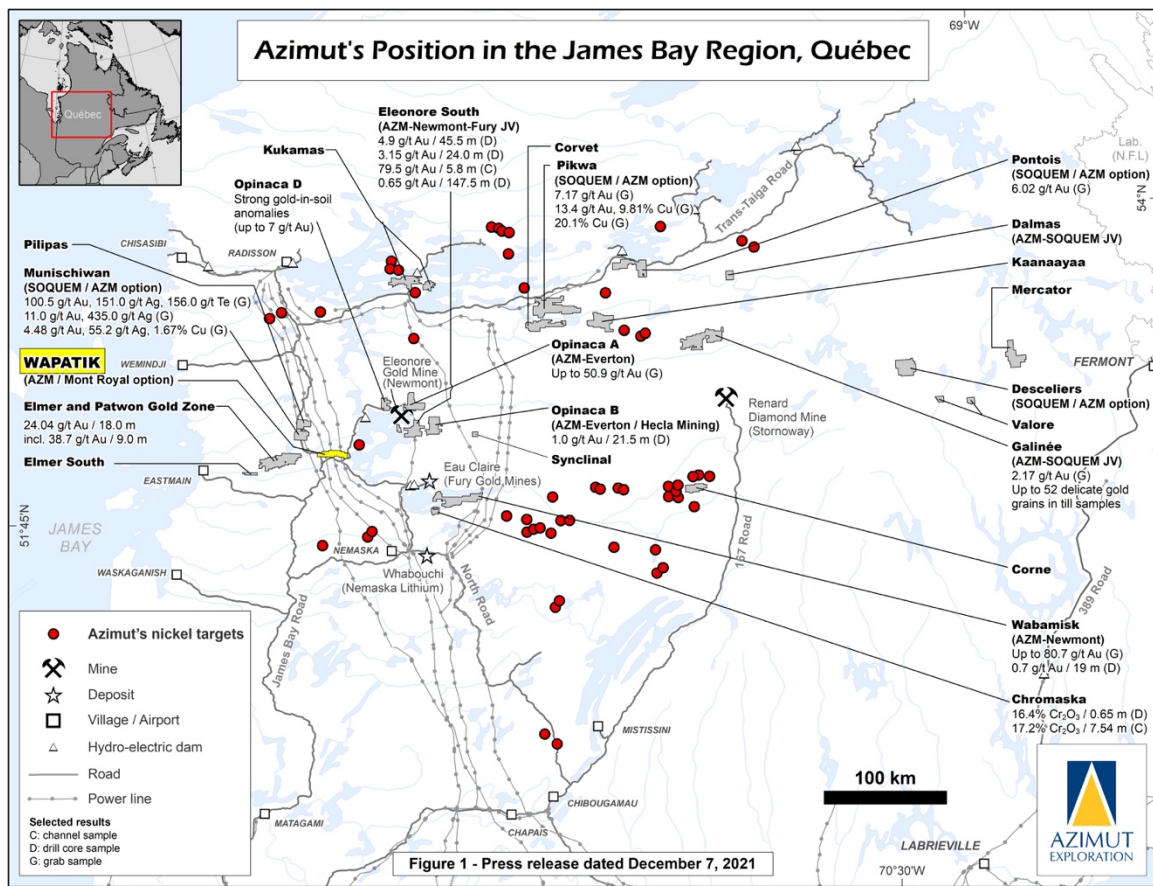 Azimut's Position in the James Bay Region, Québec
69°W
Québec
Lab.
(N.F.L)
54°N
Eleonore South
(AZM-Newmont-Fury JV)
4.9 g/t Au / 45.5 m (D)
3.15 g/t Au / 24.0 m (D)
79.5 g/t Au / 5.8 m (C)
0.65 g/t Au / 147.5 m (D)
Kukamas
Opinaca D
Strong gold-in-soil
anomalies
(up to 7 g/t Au)
Corvet
Pikwa
(SOQUEM / AZM option)
7.17 g/t Au (G)
13.4 g/t Au, 9.81% Cu (G)
20.1% Cu (G)
Trans-Taiga Road
Pontois
(SOQUEM / AZM option)
6.02 g/t Au (G)
Dalmas
(AZM-SOQUEM JV)
Kaanaayaa
Mercator
FERMONT
Pilipas
CHISASIBI
RADISSON
Munischiwan
(SOQUEM / AZM option)
100.5 g/t Au, 151.0 g/t Ag, 156.0 g/t Te (G)
11.0 g/t Au, 435.0 g/t Ag (G)
4.48 g/t Au, 55.2 g/t Ag, 1.67% Cu (G)
WAPATIK
WEMINDJI
(AZM / Mont Royal option)
Elmer and Patwon Gold Zone
24.04 g/t Au / 18.0 m
incl. 38.7 g/t Au / 9.0 m
Elmer South
EASTMAIN
Eleonore
Gold Mine
(Newmont)
Opinaca A
(AZM-Everton)
Up to 50.9 g/t Au (G)
Opinaca B
(AZM-Everton / Hecla Mining)
1.0 g/t Au / 21.5 m (D)
Synclinal
Eau Claire
(Fury Gold Mines)
Renard
Diamond Mine
(Stornoway)
Desceliers
(SOQUEM / AZM option)
Valore
Galinée
(AZM-SOQUEM JV)
2.17 g/t Au (G)
Up to 52 delicate gold
grains in till samples
51°45'N
JAMES
BAY
WASKAGANISH
NEMASKA
Whabouchi
(Nemaska Lithium)
North Road
James Bay Road
167 Road
389 Road
Corne
Wabamisk
(AZM-Newmont)
Up to 80.7 g/t Au (G)
0.7 g/t Au / 19 m (D)
Chromaska
16.4% Cr₂O₃ / 0.65 m (D)
17.2% Cr₂O₃ / 7.54 m (C)
Azimut's nickel targets
Mine
Deposit
Village / Airport
Hydro-electric dam
Road
Power line
Selected results
C: channel sample
D: drill core sample
G: grab sample
MISTISSINI
CHIBOUGAMAU
CHAPAIS
MATAGAMI
100 km
LABRIEVILLE
70°30'W
AZIMUT
EXPLORATION
Figure 1 - Press release dated December 7, 2021